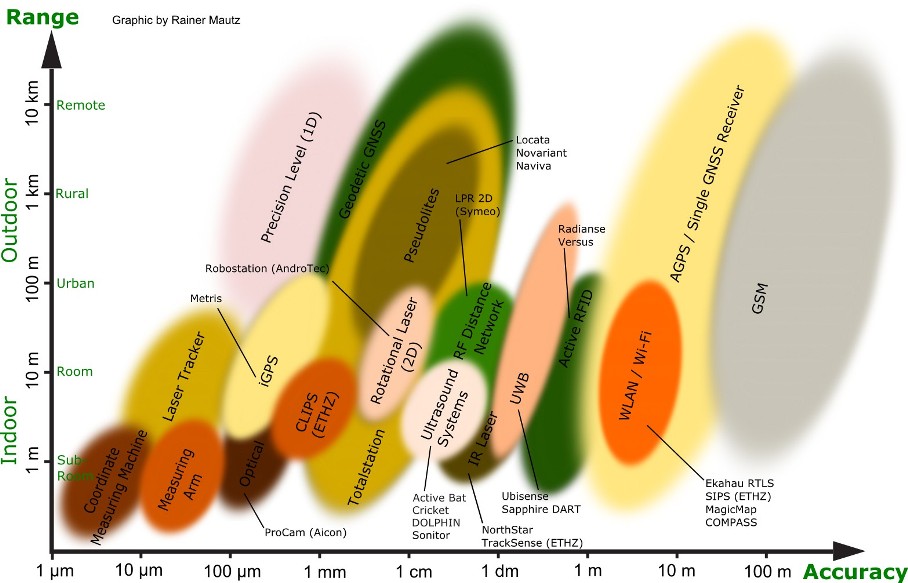 Range
Graphic by Rainer Mautz
10 km
Remote
1 km
Rural
Outdoor
100 m
Urban
10 m
Room
Indoor
1 m
Sub
Room
Precision Level (1D)
Geodetic GNSS
Pseudolites
Locata
Novariant
Naviva
LPR 2D
(Symeo)
Radianse
Versus
AGPS / Single GNSS Receiver
GSM
Robostation (AndroTec)
Metris
Laser Tracker
iGPS
CLIPS
(ETHZ)
Rotational Laser
(2D)
RF Distance
Network
Active RFID
WLAN / Wi-Fi
Ultrasound
Systems
UWB
IR Laser
Totalstation
Optical
Measuring
Arm
Coordinate
Measuring Machine
ProCam (Aicon)
Active Bat
Cricket
DOLPHIN
Sonitor
NorthStar
TrackSense (ETHZ)
Ubisense
Sapphire DART
Ekahau RTLS
SIPS (ETHZ)
MagicMap
COMPASS
1 µm
10 µm
100 µm
1 mm
1 cm
1 dm
1 m
10 m
100 m
Accuracy